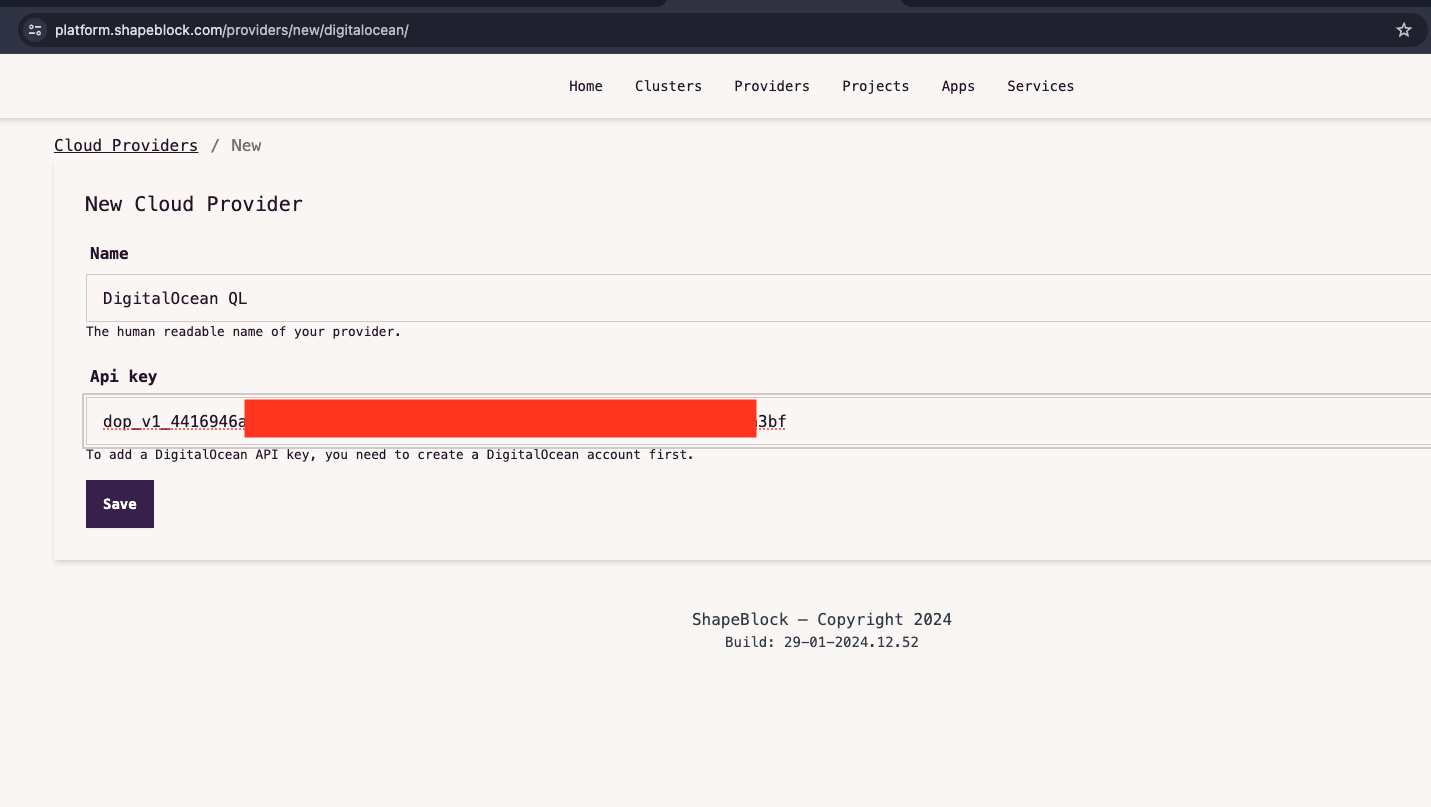 platform.shapeblock.com/providers/new/digitalocean/
Home Clusters Providers Projects Apps Services
Cloud Providers / New
New Cloud Provider
Name
DigitalOcean QL
The human readable name of your provider.
Api key
dop_v1_4416946a 3bf
To add a DigitalOcean API key, you need to create a DigitalOcean account first.
Save
ShapeBlock — Copyright 2024
Build: 29-01-2024.12.52